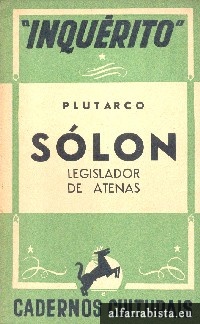 "INQUÉRITO"
PLUTARCO
SÓLON
LEGISLADOR
DE ATENAS
CADERNOS CULTURAIS
alfarrabista.eu